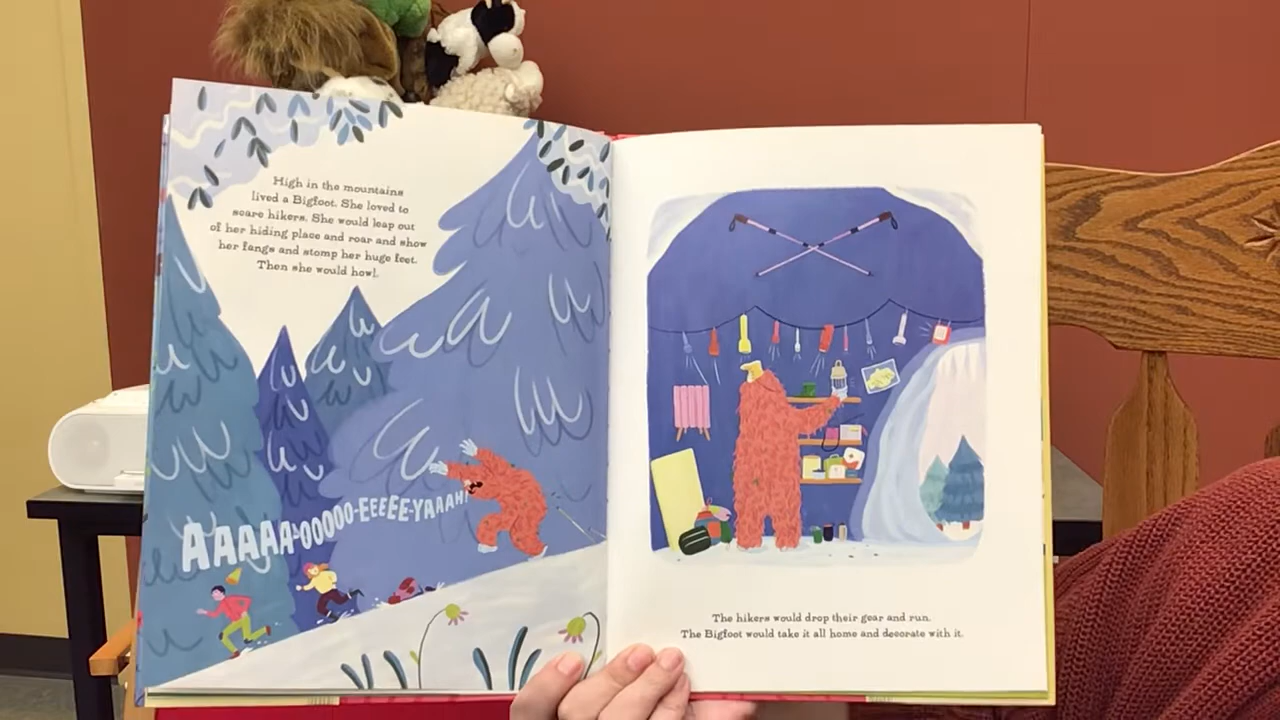 High in the mountains
lived a Bigfoot. She loved to
scare hikers. She would leap out
of her hiding place and roar and show
her fangs and stomp her huge feet.
Then she would howl.
AAAAA-OOOOO-EEEEE-YAAAH!
The hikers would drop their gear and run.
The Bigfoot would take it all home and decorate with it.